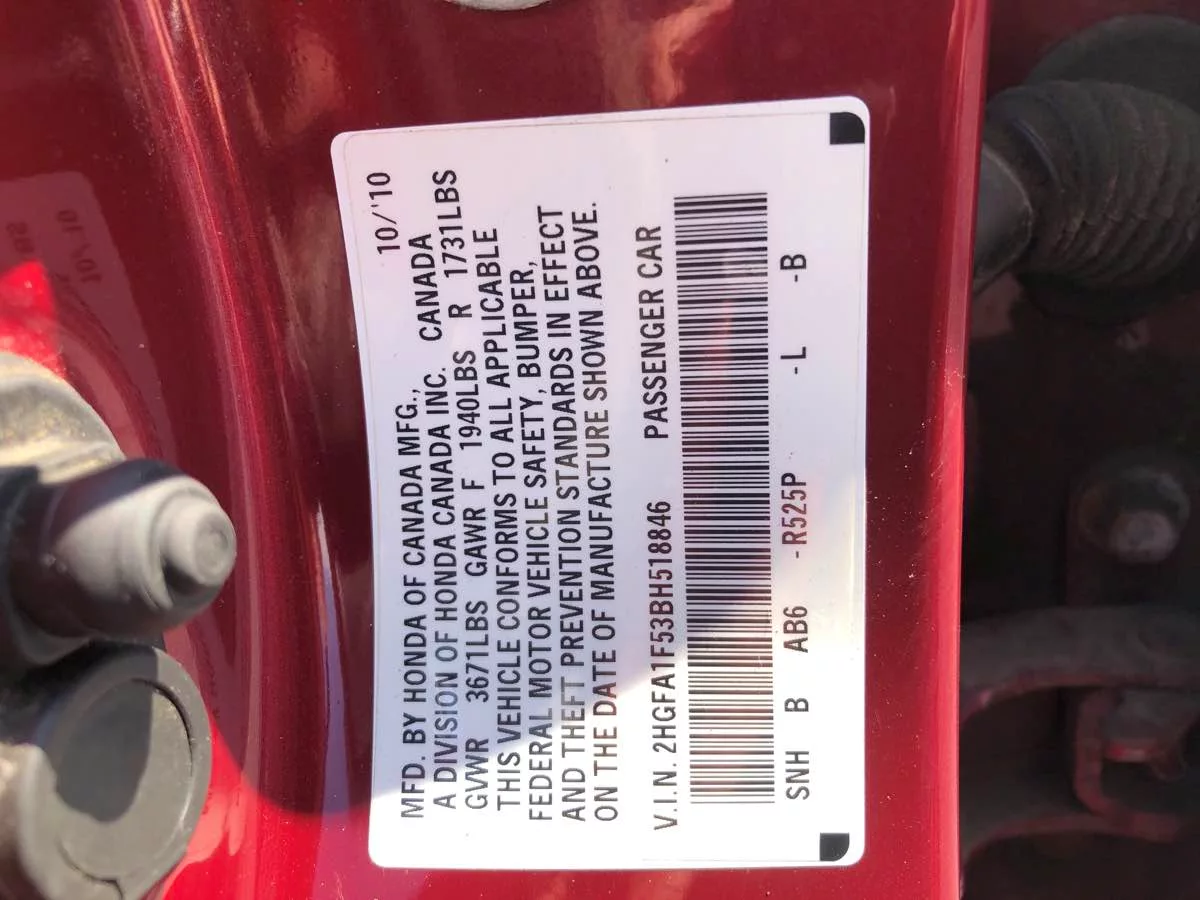 10/'10
MFD. BY HONDA OF CANADA MFG.,
A DIVISION OF HONDA CANADA INC. CANADA
GVWR 3671LBS GAWR F 1940LBS R 1731LBS
THIS VEHICLE CONFORMS TO ALL APPLICABLE
FEDERAL MOTOR VEHICLE SAFETY, BUMPER,
AND THEFT PREVENTION STANDARDS IN EFFECT
ON THE DATE OF MANUFACTURE SHOWN ABOVE.
V.I.N. 2HGFA1F53BH518846 PASSENGER CAR
SNH B AB6 -R525P -L -B